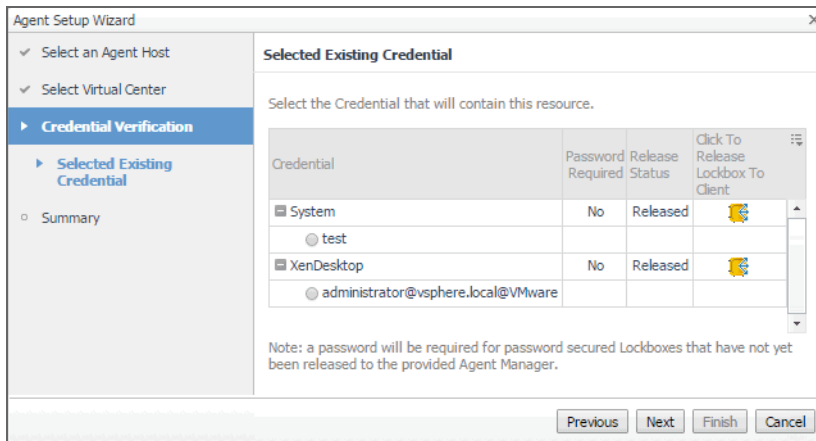 Agent Setup Wizard
Select an Agent Host
Select Virtual Center
Credential Verification
Selected Existing
Credential
Summary
Selected Existing Credential
Select the Credential that will contain this resource.
Credential
Password
Required
Release
Status
Click To
Release
Lockbox To
Client
System No Released
test
XenDesktop No Released
administrator@vsphere.local@VMware
Note: a password will be required for password secured Lockboxes that have not yet
been released to the provided Agent Manager.
Previous Next Finish Cancel